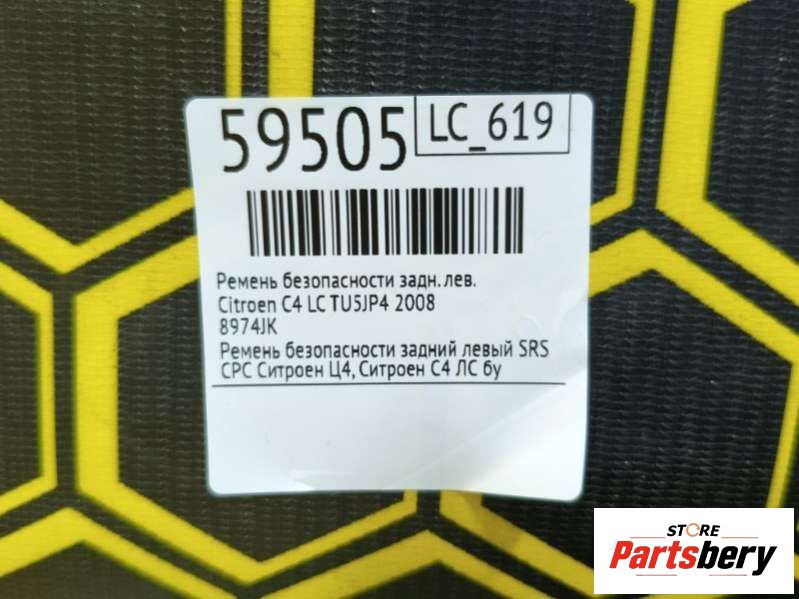 59505
LC_619
Ремень безопасности задн. лев.
Citroen C4 LC TU5JP4 2008
8974JK
Ремень безопасности задний левый SRS
СРС Ситроен Ц4, Ситроен С4 ЛС бу
STORE
Partsbery